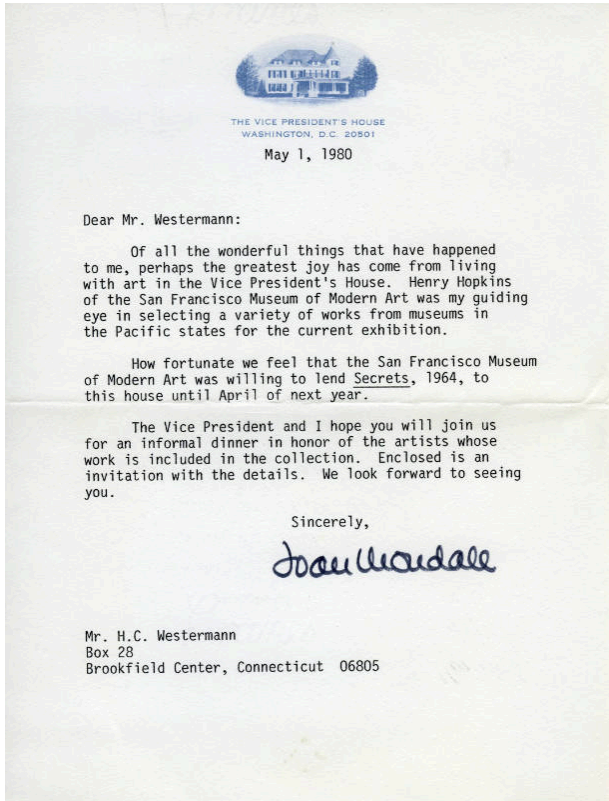 THE VICE PRESIDENT'S HOUSE
WASHINGTON, D.C. 20501
May 1, 1980
Dear Mr. Westermann:
Of all the wonderful things that have happened
to me, perhaps the greatest joy has come from living
with art in the Vice President's House. Henry Hopkins
of the San Francisco Museum of Modern Art was my guiding
eye in selecting a variety of works from museums in
the Pacific states for the current exhibition.
How fortunate we feel that the San Francisco Museum
of Modern Art was willing to lend Secrets, 1964, to
this house until April of next year.
The Vice President and I hope you will join us
for an informal dinner in honor of the artists whose
work is included in the collection. Enclosed is an
invitation with the details. We look forward to seeing
you.
Sincerely,
Joan Mondale
Mr. H.C. Westermann
Box 28
Brookfield Center, Connecticut 06805